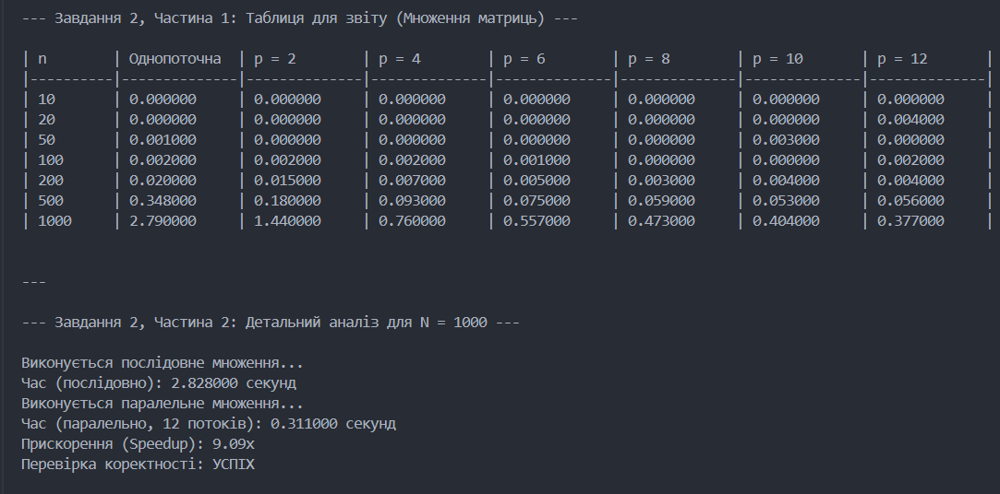 --- Завдання 2, Частина 1: Таблиця для звіту (Множення матриць) ---
| n        | Однопоточна  | p = 2        | p = 4        | p = 6        | p = 8        | p = 10       | p = 12       |
|----------|--------------|--------------|--------------|--------------|--------------|--------------|--------------|
| 10       | 0.000000     | 0.000000     | 0.000000     | 0.000000     | 0.000000     | 0.000000     | 0.000000     |
| 20       | 0.000000     | 0.000000     | 0.000000     | 0.000000     | 0.000000     | 0.000000     | 0.004000     |
| 50       | 0.001000     | 0.000000     | 0.000000     | 0.000000     | 0.000000     | 0.003000     | 0.000000     |
| 100      | 0.002000     | 0.002000     | 0.002000     | 0.001000     | 0.000000     | 0.000000     | 0.002000     |
| 200      | 0.020000     | 0.015000     | 0.007000     | 0.005000     | 0.003000     | 0.004000     | 0.004000     |
| 500      | 0.348000     | 0.180000     | 0.093000     | 0.075000     | 0.059000     | 0.053000     | 0.056000     |
| 1000     | 2.790000     | 1.440000     | 0.760000     | 0.557000     | 0.473000     | 0.404000     | 0.377000     |
---
--- Завдання 2, Частина 2: Детальний аналіз для N = 1000 ---
Виконується послідовне множення...
Час (послідовно): 2.828000 секунд
Виконується паралельне множення...
Час (паралельно, 12 потоків): 0.311000 секунд
Прискорення (Speedup): 9.09x
Перевірка коректності: УСПІХ